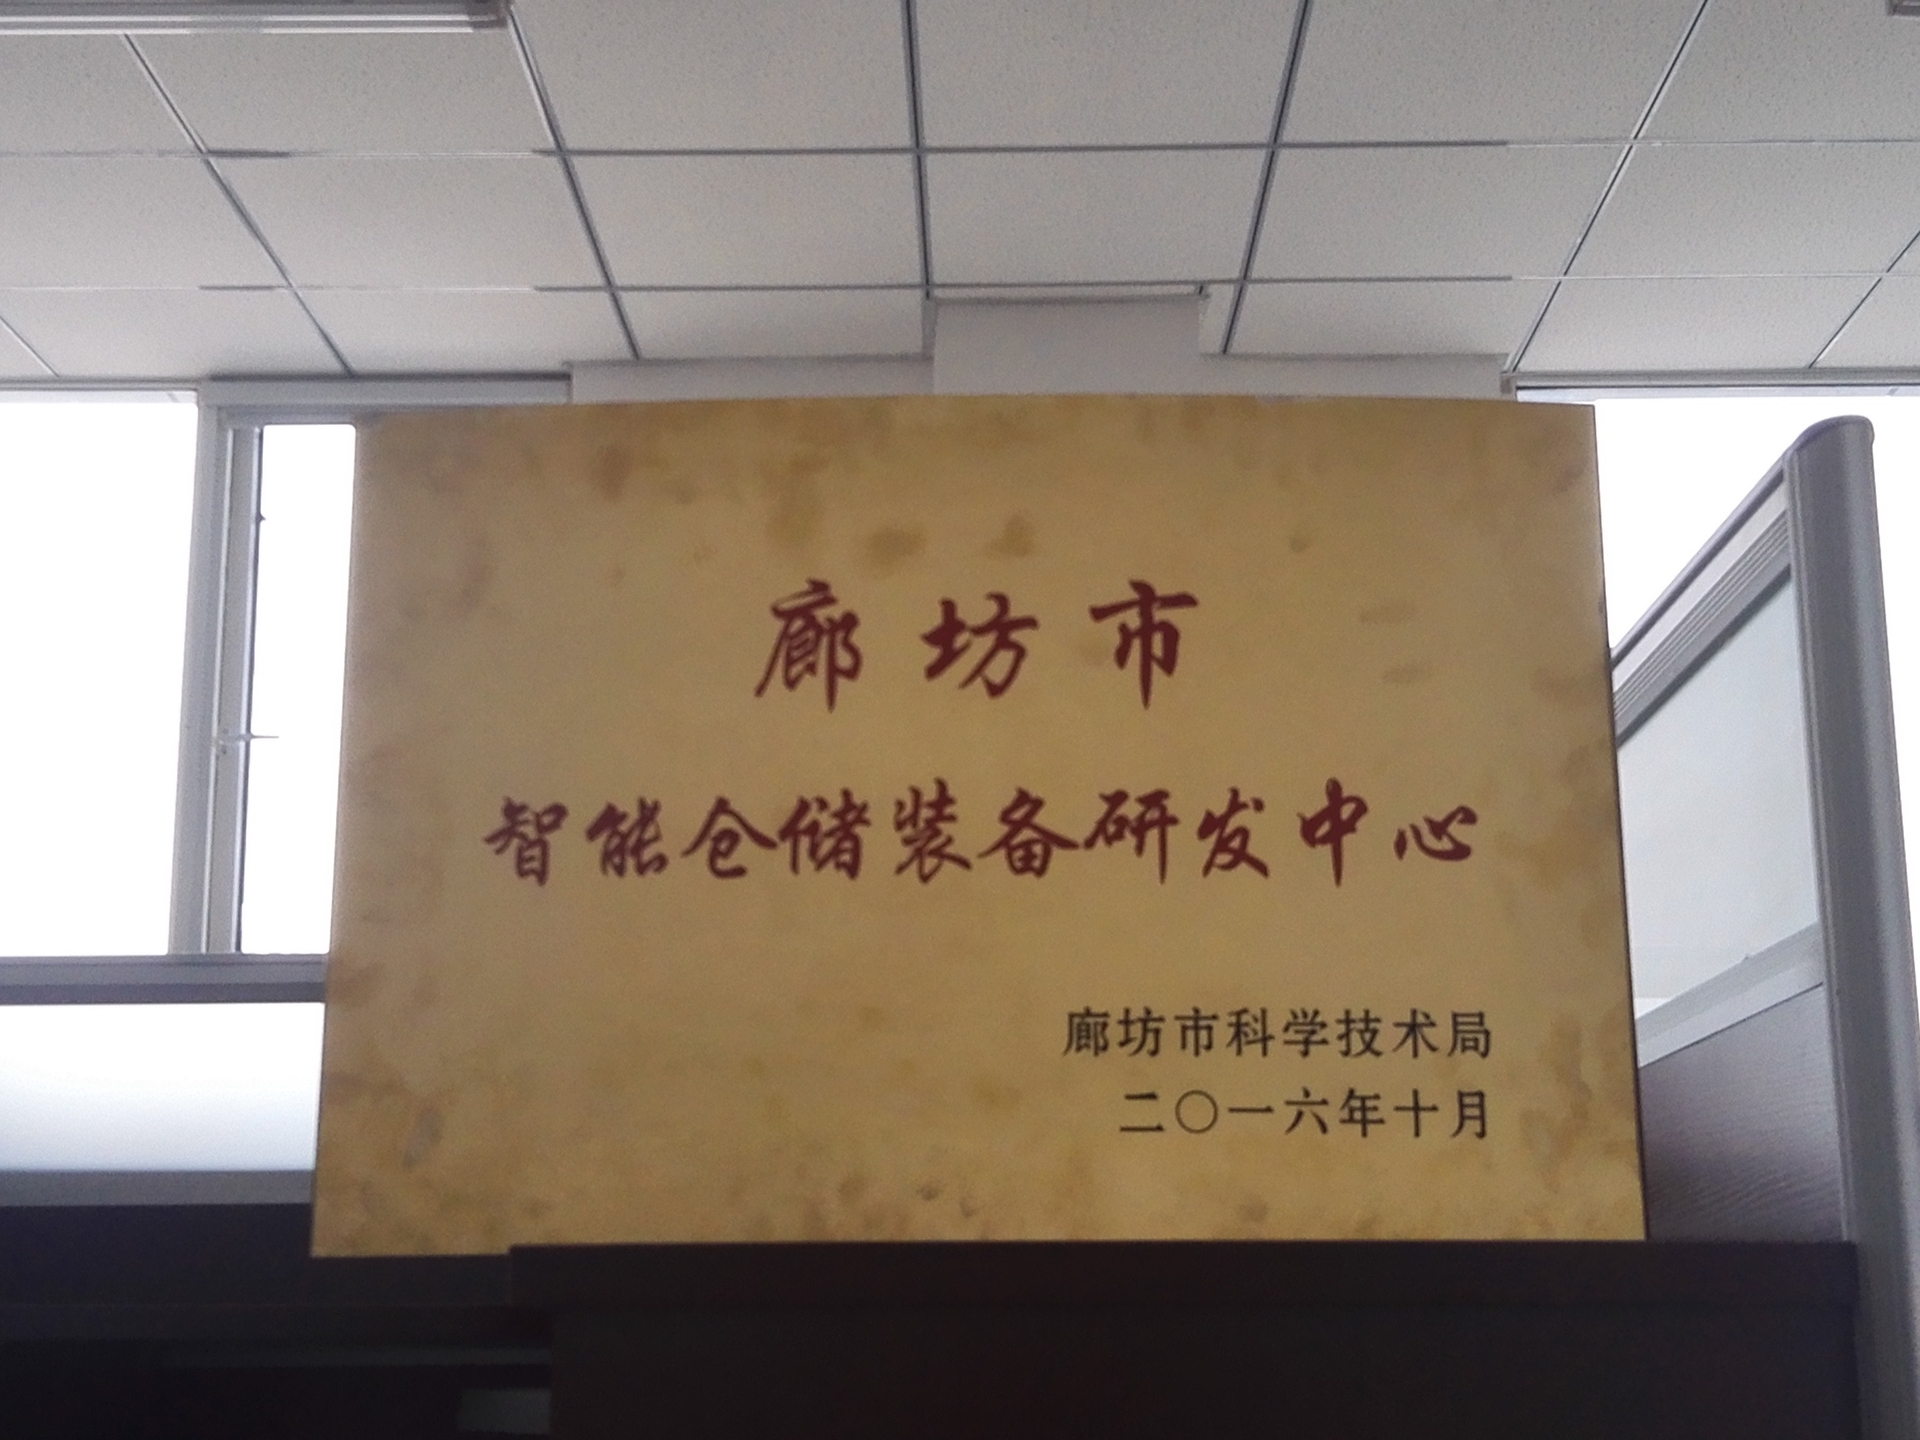 廊坊市
智能仓储装备研发中心
廊坊市科学技术局
二〇一六年十月